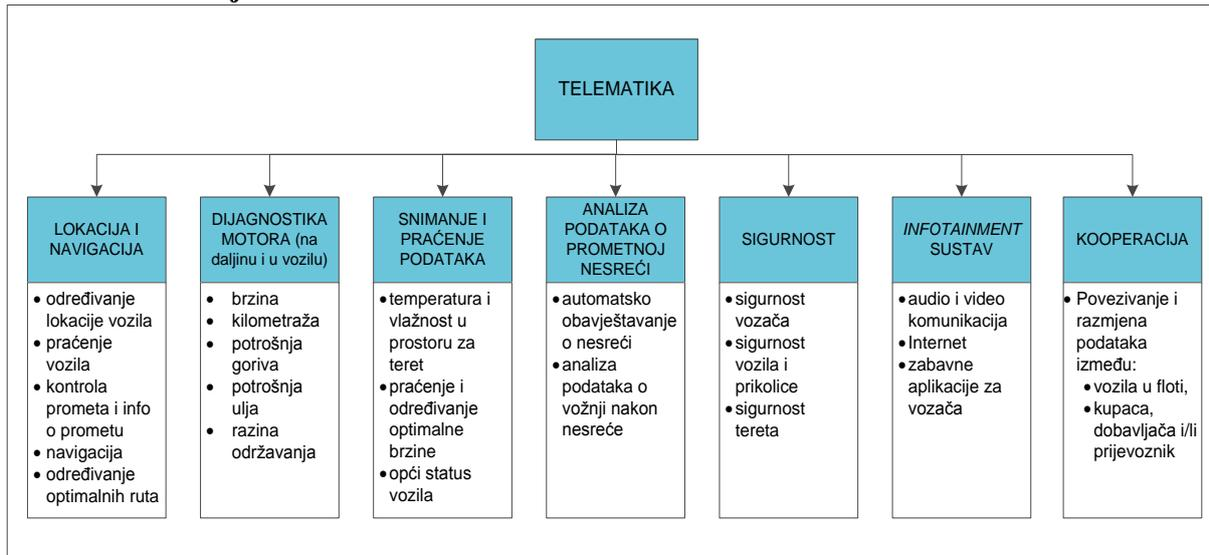 TELEMATIKA
LOKACIJA I
NAVIGACIJA
• određivanje
lokacije vozila
• praćenje
vozila
• kontrola
prometa i info
o prometu
• navigacija
• određivanje
optimalnih ruta
DIJAGNOSTIKA
MOTORA (na
daljinu i u vozilu)
• brzina
• kilometraža
• potrošnja
goriva
• potrošnja
ulja
• razina
održavanja
SNIMANJE I
PRAĆENJE
PODATAKA
• temperatura i
vlažnost u
prostoru za
teret
• praćenje i
određivanje
optimalne
brzine
• opći status
vozila
ANALIZA
PODATAKA O
PROMETNOJ
NESREĆI
• automatsko
obavještavanje
o nesreći
• analiza
podataka o
vožnji nakon
nesreće
SIGURNOST
• sigurnost
vozača
• sigurnost
vozila i
prikolice
• sigurnost
tereta
INFOTAINMENT
SUSTAV
• audio i video
komunikacija
• Internet
• zabavne
aplikacije za
vozača
KOOPERACIJA
• Povezivanje i
razmjena
podataka
između:
• vozila u floti,
• kupaca,
dobavljača i/li
prijevoznik